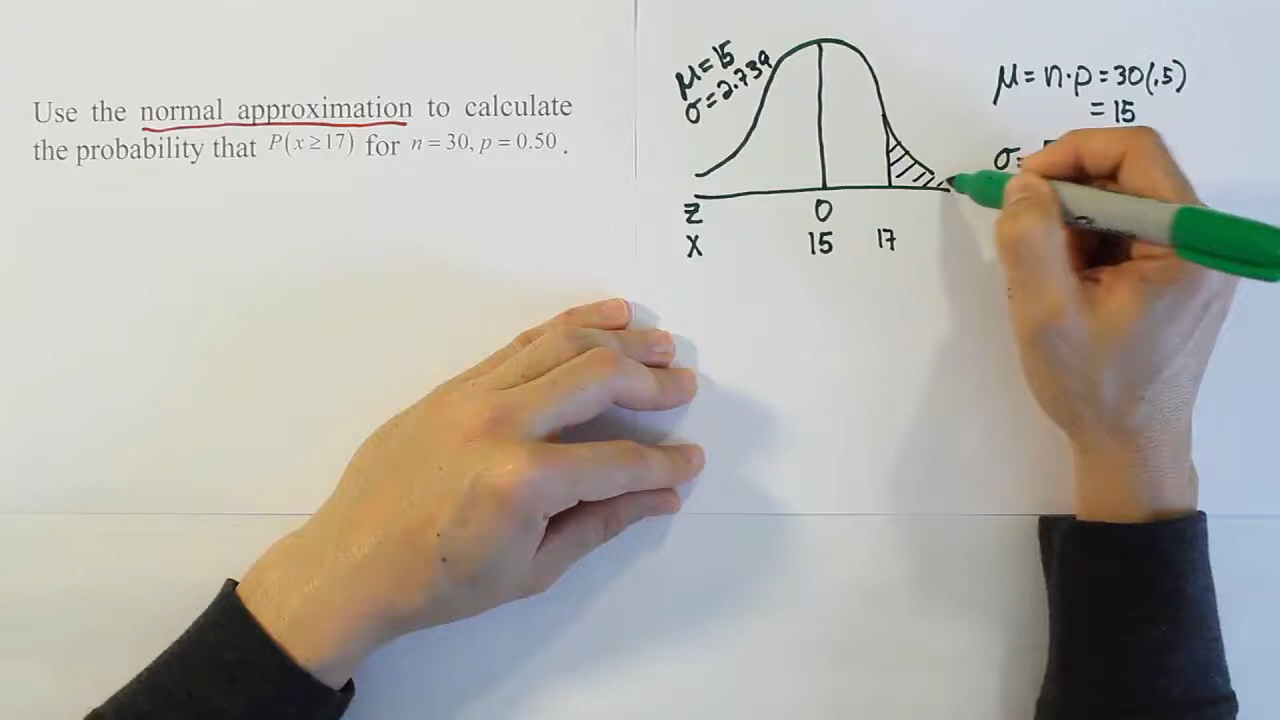 Use the normal approximation to calculate
the probability that P(x ≥ 17) for n = 30, p = 0.50.
μ = 15
σ = 2.739
Z 0
X 15 17
μ = n·p = 30(.5)
= 15
σ =